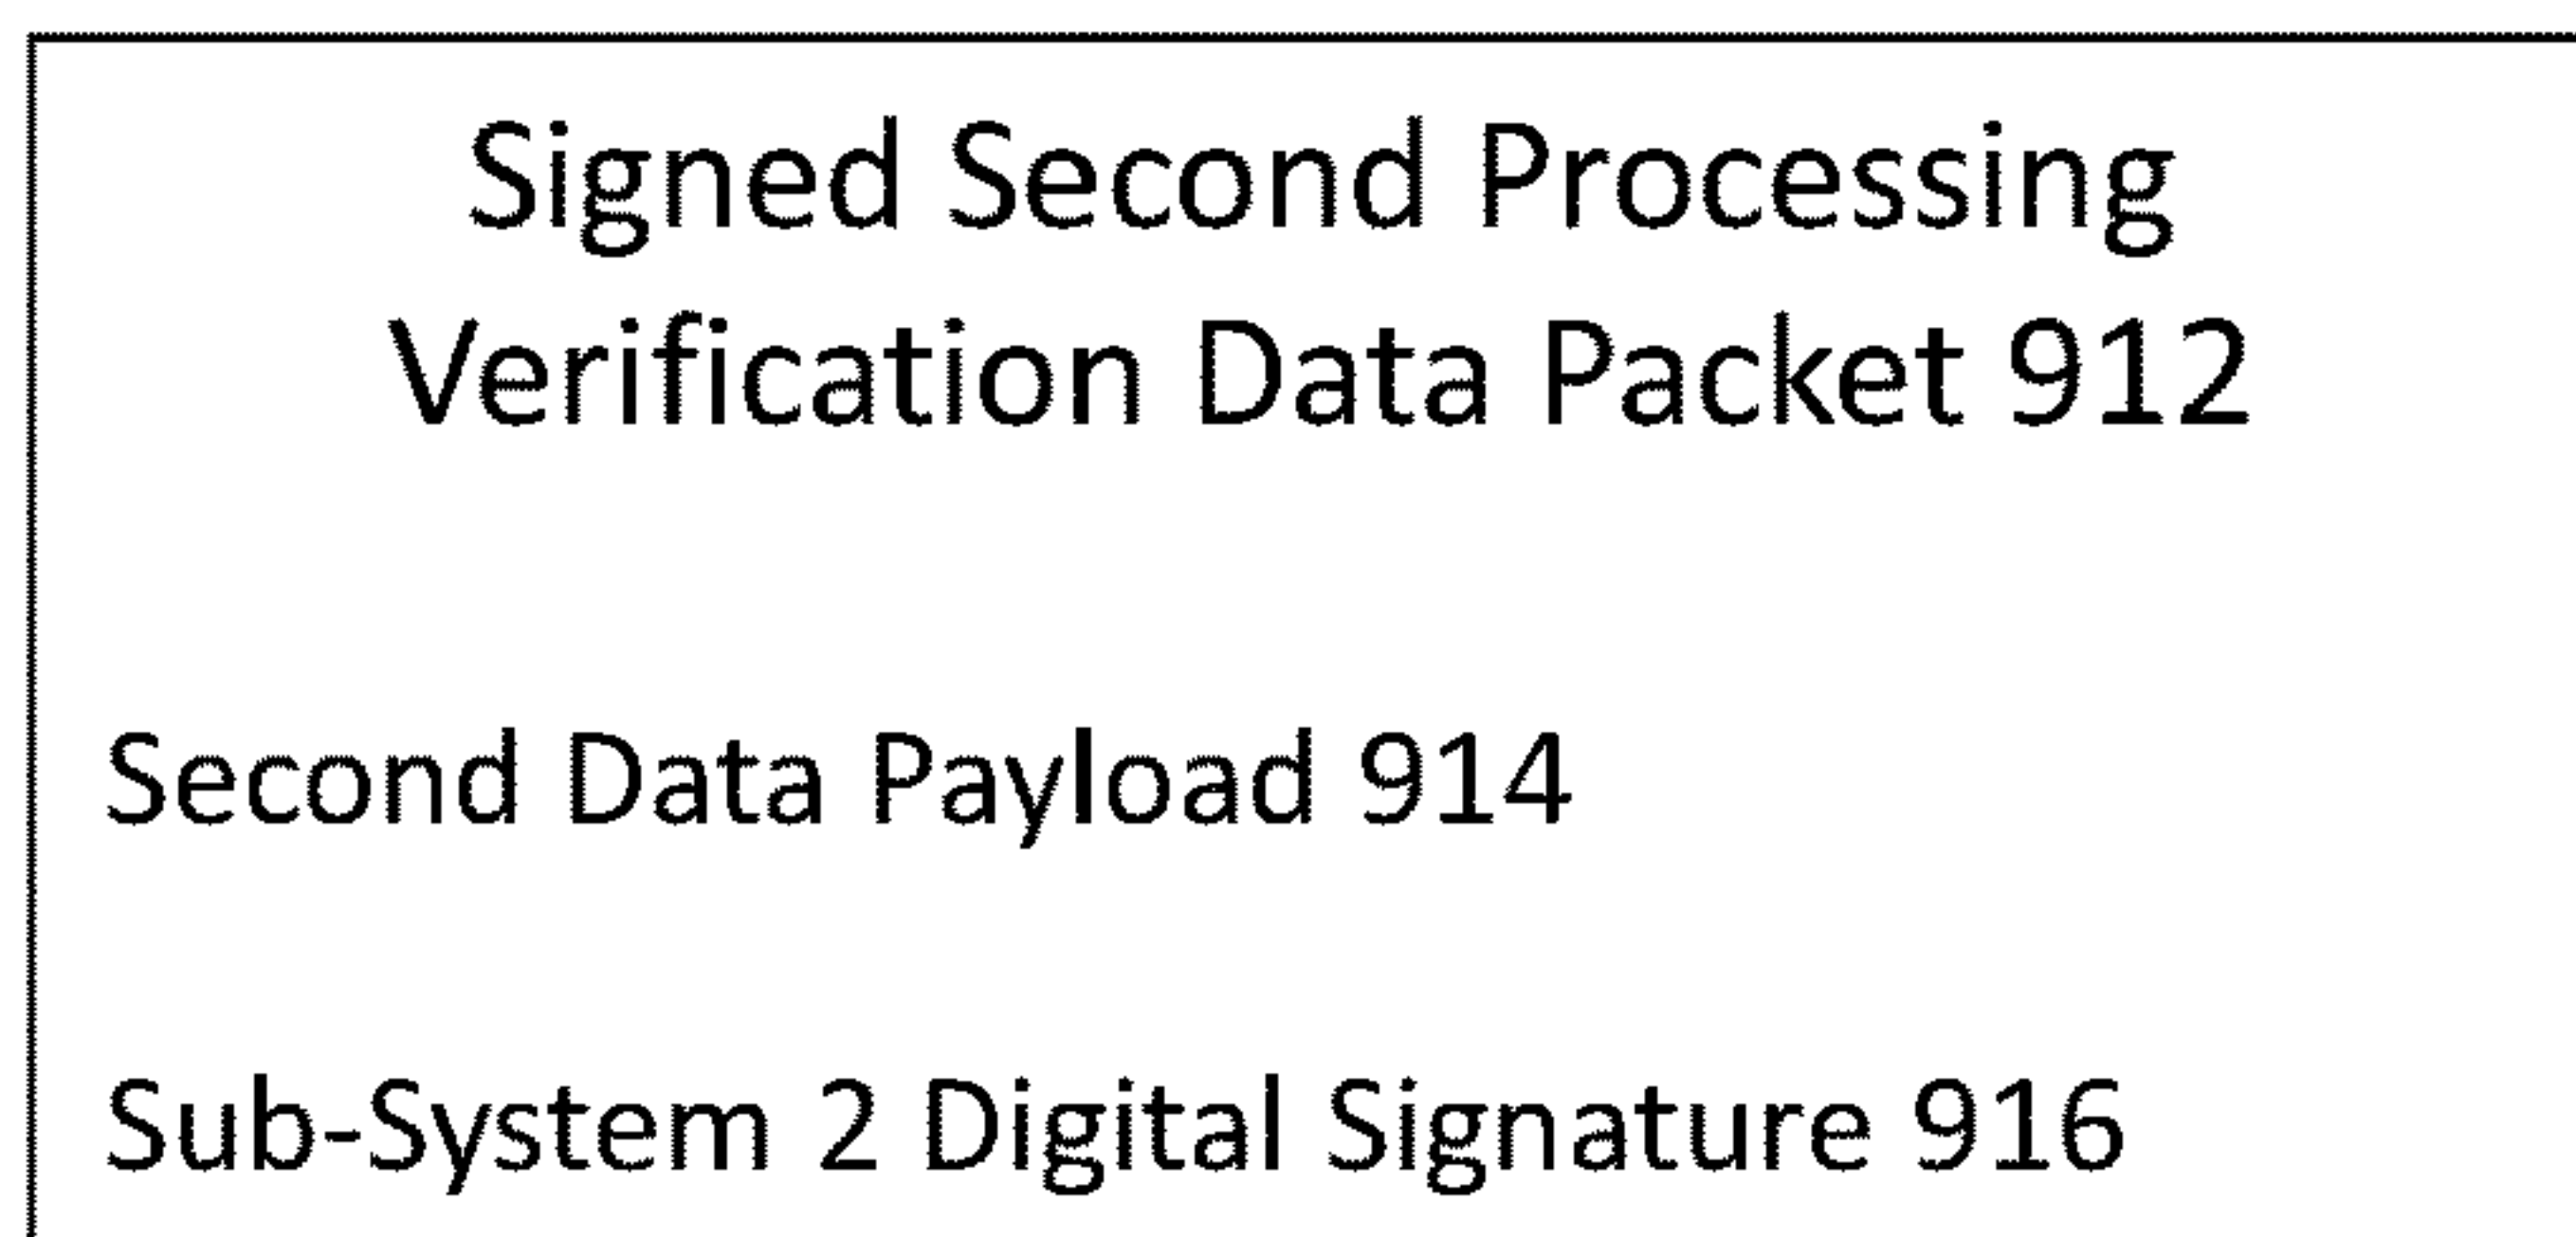 Signed Second Processing
Verification Data Packet 912
Second Data Payload 914
Sub-System 2 Digital Signature 916